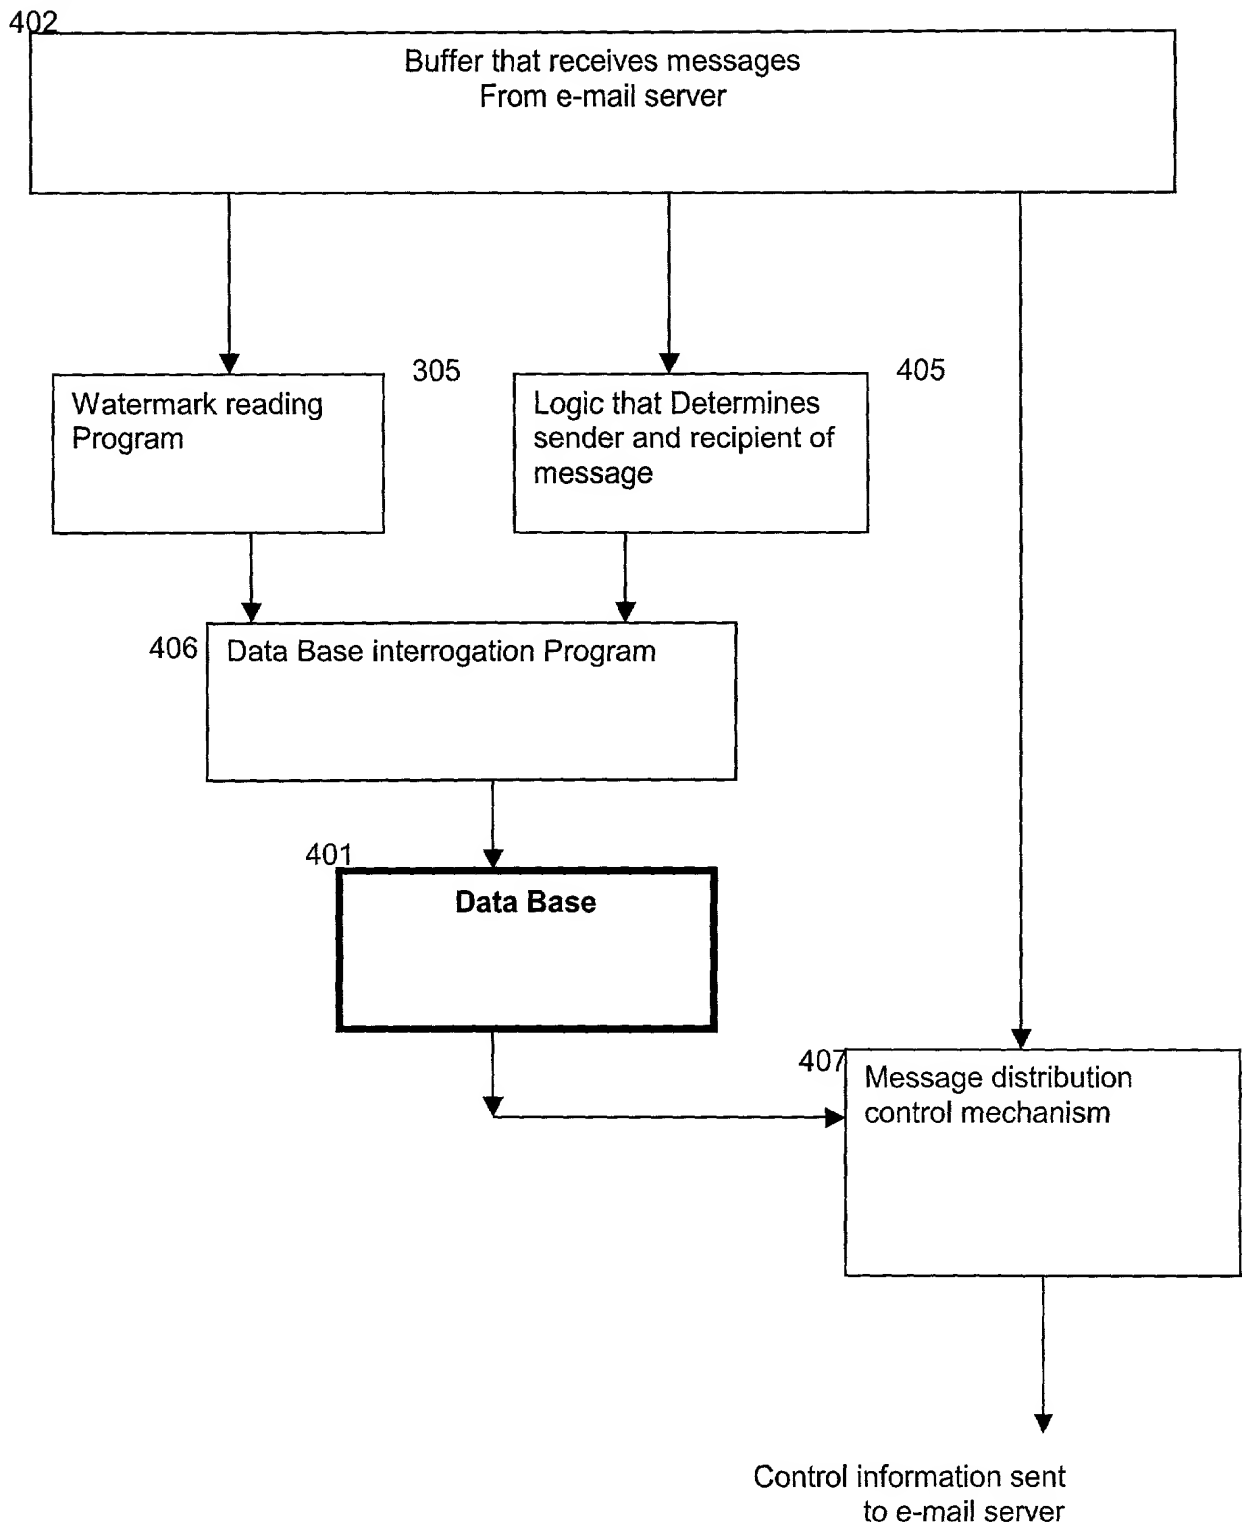 402
Buffer that receives messages
From e-mail server
305
405
Watermark reading
Program
Logic that Determines
sender and recipient of
message
406
Data Base interrogation Program
401
Data Base
407
Message distribution
control mechanism
Control information sent
to e-mail server